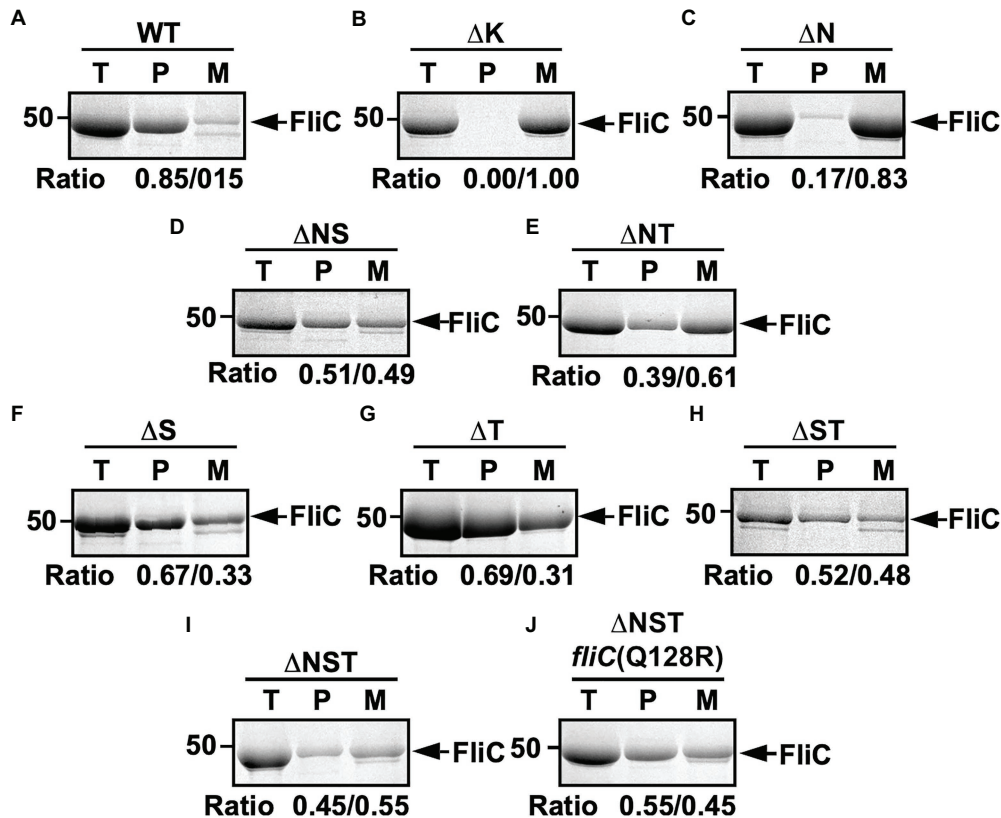 A
WT
T P M
50
FliC
Ratio 0.85/015
B
ΔK
T P M
50
FliC
Ratio 0.00/1.00
C
ΔN
T P M
50
FliC
Ratio 0.17/0.83
D
ΔNS
T P M
50
FliC
Ratio 0.51/0.49
E
ΔNT
T P M
50
FliC
Ratio 0.39/0.61
F
ΔS
T P M
50
FliC
Ratio 0.67/0.33
G
ΔT
T P M
50
FliC
Ratio 0.69/0.31
H
ΔST
T P M
50
FliC
Ratio 0.52/0.48
I
ΔNST
T P M
50
FliC
Ratio 0.45/0.55
J
ΔNST
fliC(Q128R)
T P M
50
FliC
Ratio 0.55/0.45